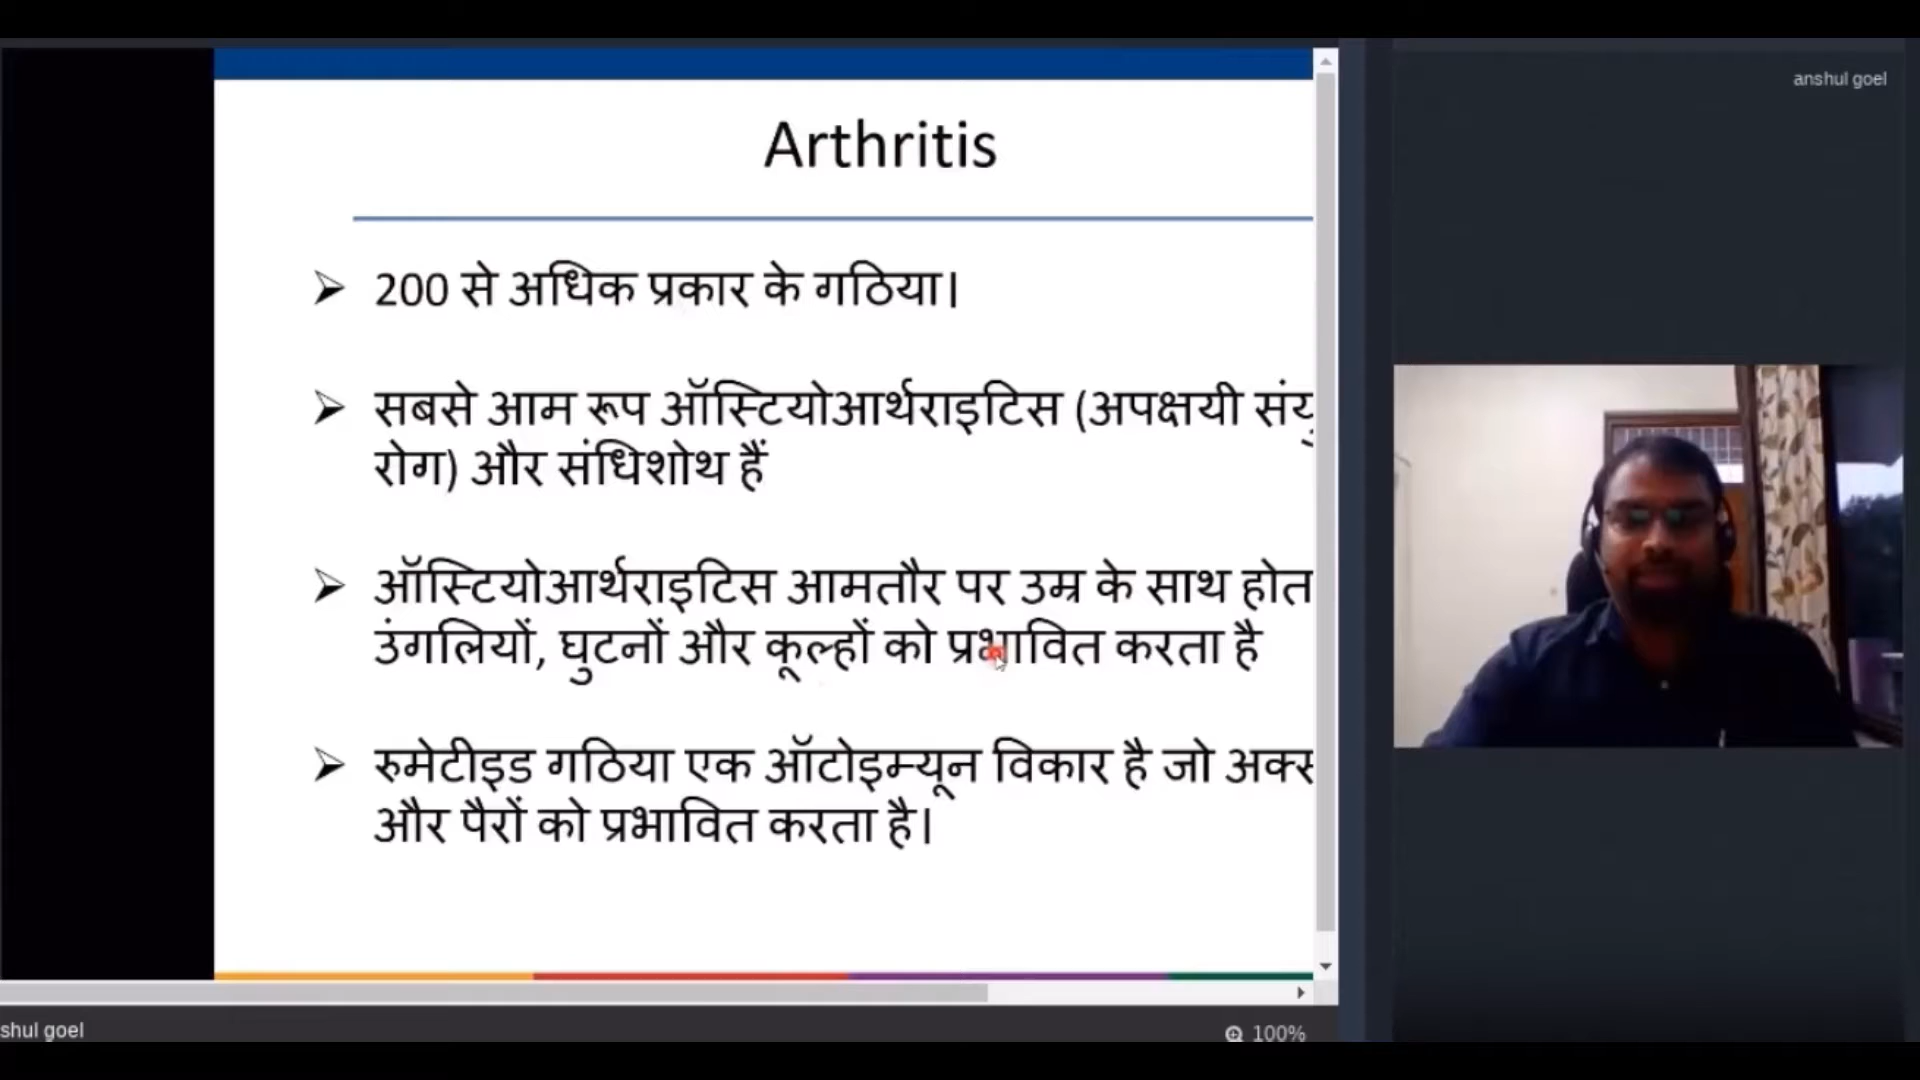 anshul goel
Arthritis
➢ 200 से अधिक प्रकार के गठिया।
➢ सबसे आम रूप ऑस्टियोआर्थराइटिस (अपक्षयी
रोग) और संधिशोथ हैं
➢ ऑस्टियोआर्थराइटिस आमतौर पर उम्र के साथ
उंगलियों, घुटनों और कूल्हों को प्रभावित करता है
➢ रुमेटीइड गठिया एक ऑटोइम्यून विकार है जो
और पैरों को प्रभावित करता है।
shul goel
100%